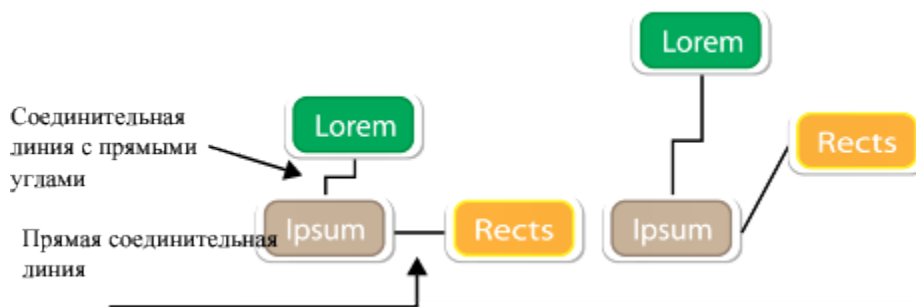 Lorem
Соединительная
линия с прямыми
углами
Lorem
Rects
Ipsum
Rects
Ipsum
Прямая соединительная
линия